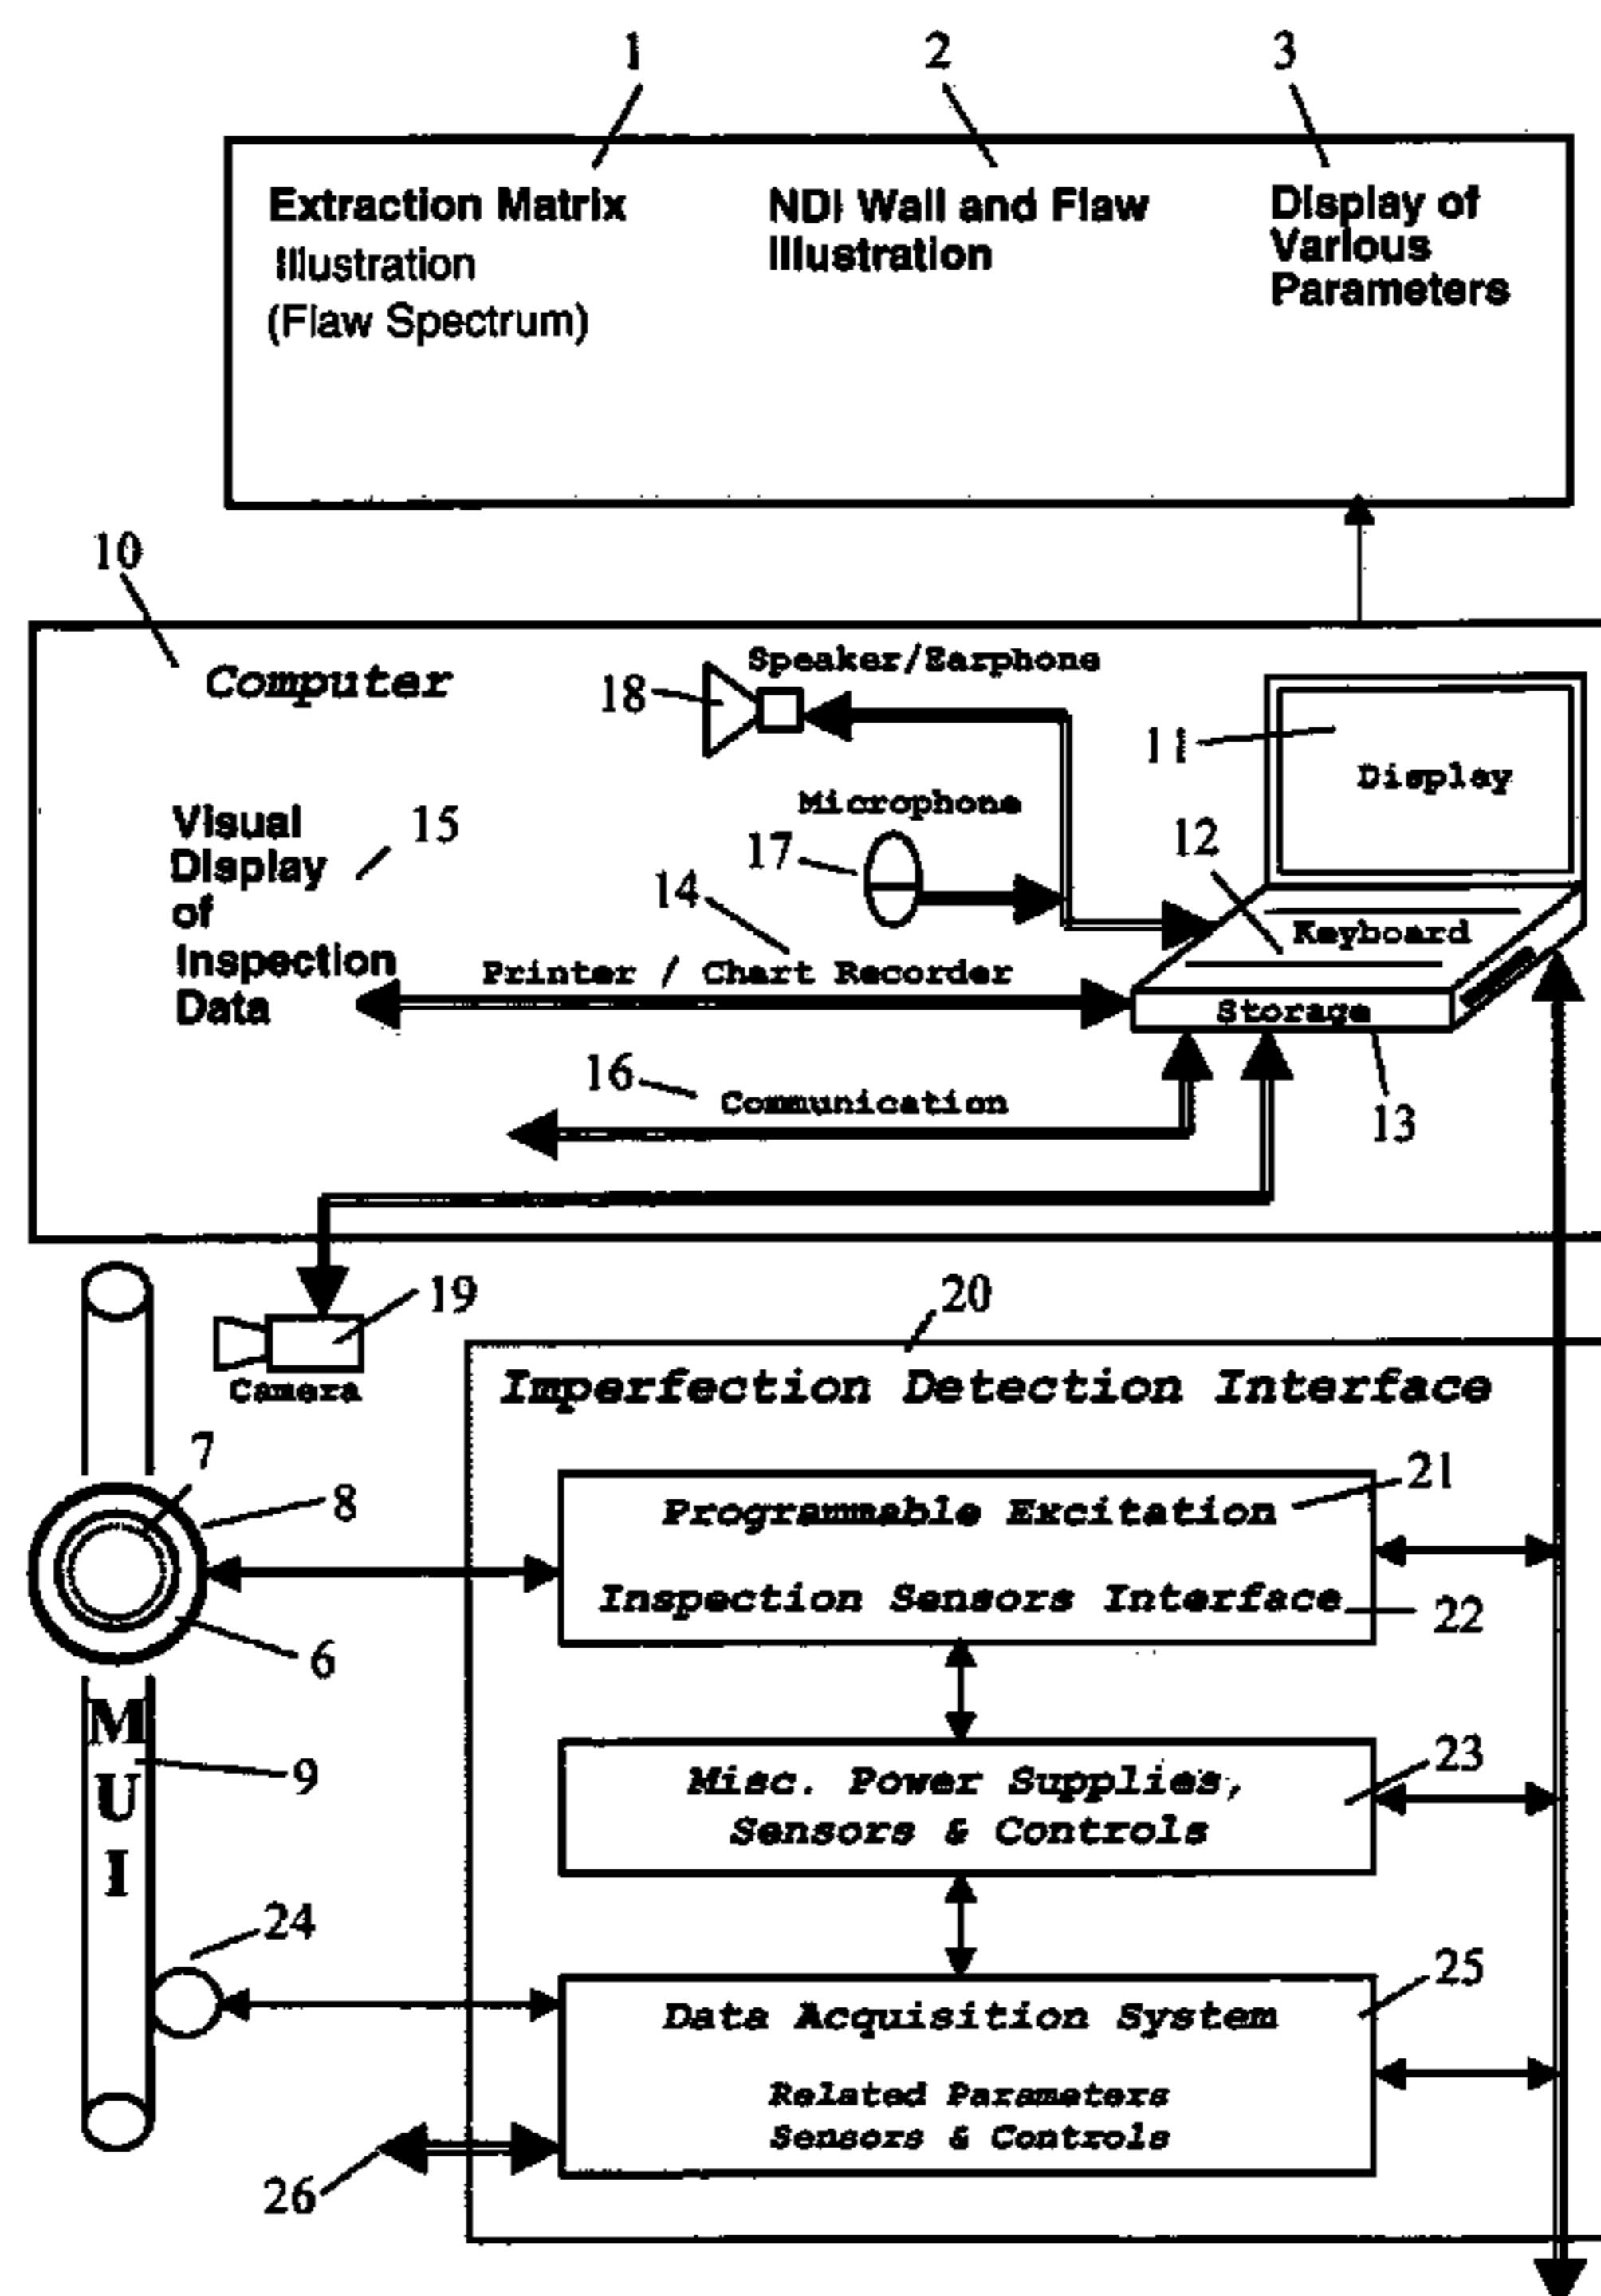 1
2
3
Extraction Matrix
Illustration
(Flaw Spectrum)
NDI Wall and Flaw
Illustration
Display of
Various
Parameters
10
Computer
Speaker/Earphone
18
11
Display
Microphone
17
12
Keyboard
Visual
Display
of
Inspection
Data
15
14
Printer / Chart Recorder
Storage
16
Communication
13
19
Camera
20
Imperfection Detection Interface
7
8
6
21
Programmable Excitation
Inspection Sensors Interface
22
M
U
I
9
23
Misc. Power Supplies,
Sensors & Controls
24
25
Data Acquisition System
Related Parameters
Sensors & Controls
26